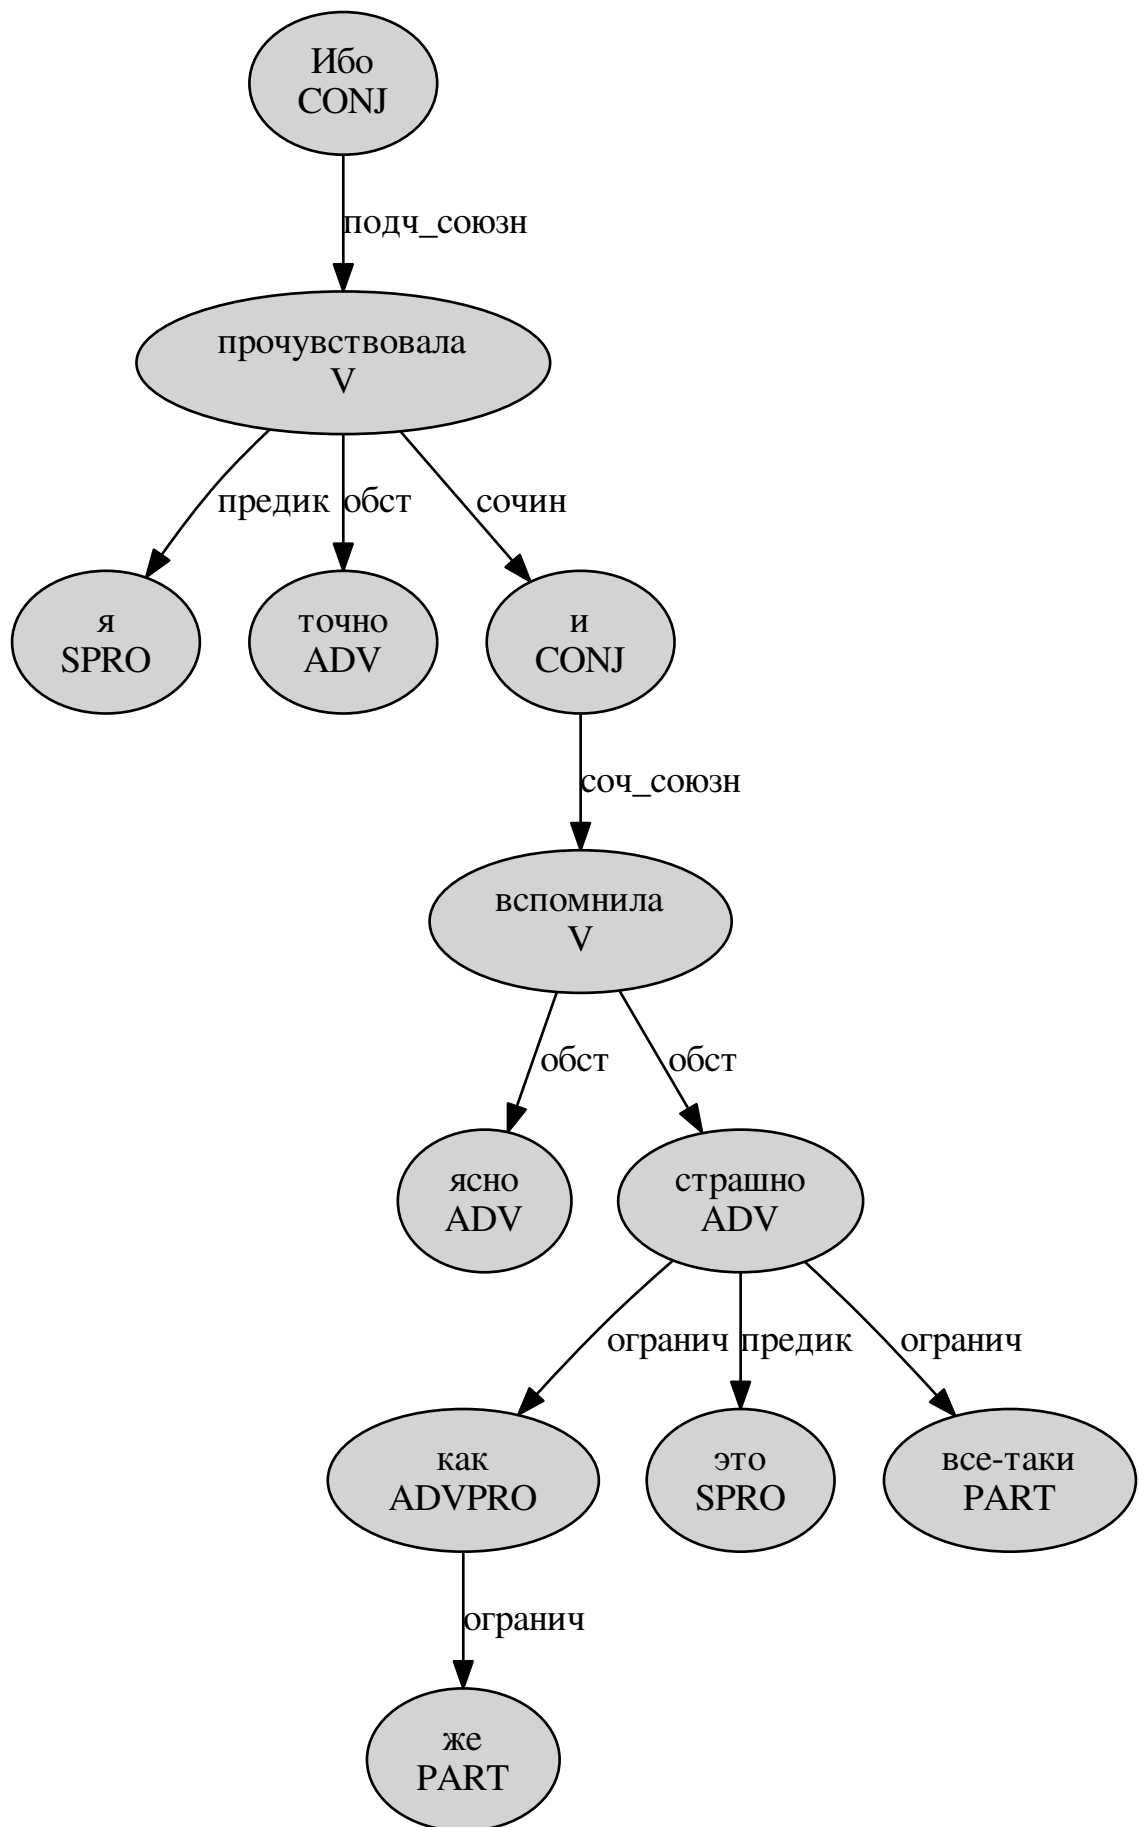 Ибо
CONJ
подч_союзн
прочувствовала
V
предик
обст
сочин
я
SPRO
точно
ADV
и
CONJ
соч_союзн
вспомнила
V
обст
обст
ясно
ADV
страшно
ADV
огранич
предик
огранич
как
ADVPRO
это
SPRO
все-таки
PART
огранич
же
PART